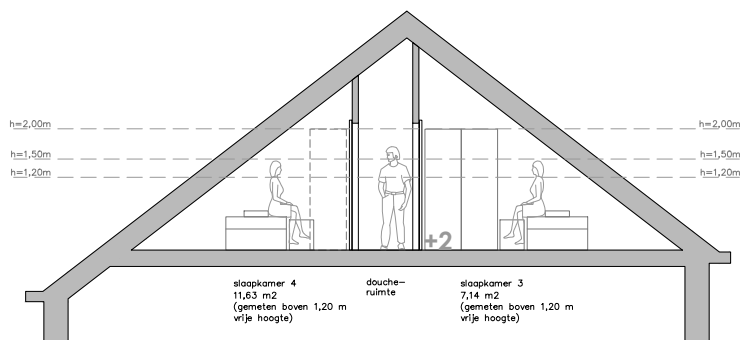 h=2,00m
h=2,00m
h=1,50m
h=1,50m
h=1,20m
h=1,20m
+2
slaapkamer 4
11,63 m2
(gemeten boven 1,20 m
vrije hoogte)
douche-
ruimte
slaapkamer 3
7,14 m2
(gemeten boven 1,20 m
vrije hoogte)